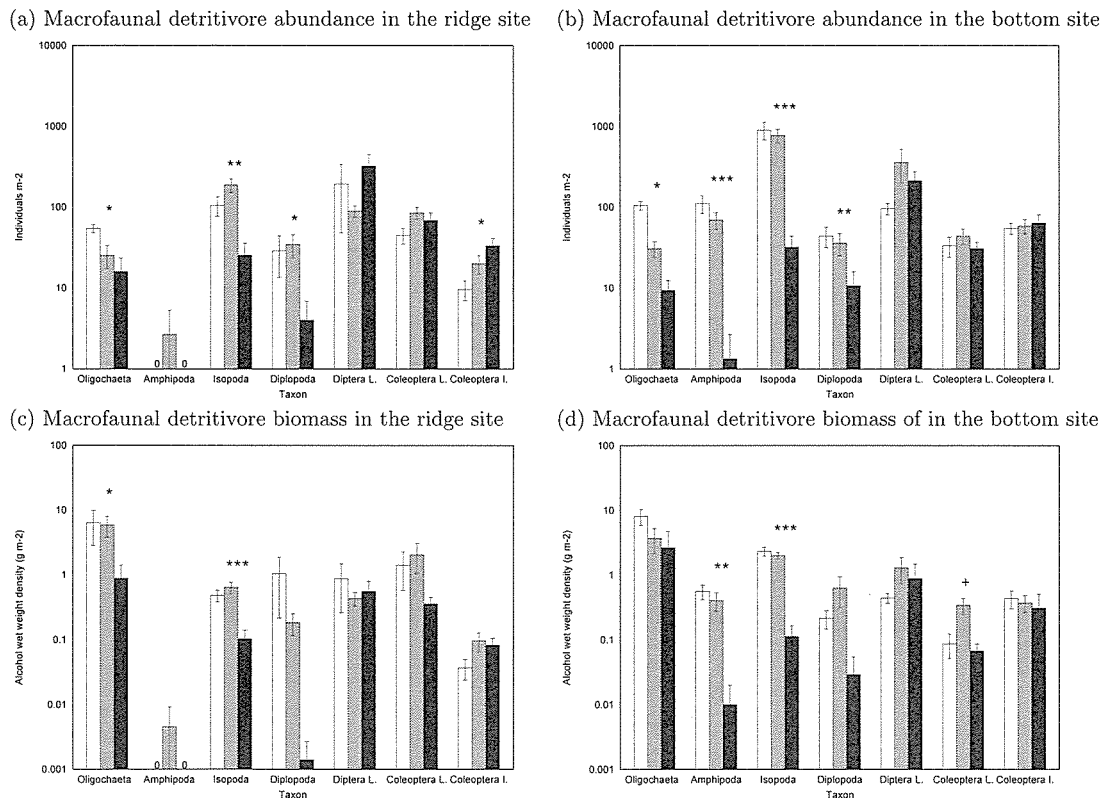 (a) Macrofaunal detritivore abundance in the ridge site
10000
1000
100
10
1
Individuals m-2
*
0
0
**
*
*
Oligochaeta Amphipoda Isopoda Diplopoda Diptera L. Coleoptera L. Coleoptera I.
Taxon
(b) Macrofaunal detritivore abundance in the bottom site
10000
1000
100
10
1
Individuals m-2
*
***
***
**
Oligochaeta Amphipoda Isopoda Diplopoda Diptera L. Coleoptera L. Coleoptera I.
Taxon
(c) Macrofaunal detritivore biomass in the ridge site
100
10
1
0.1
0.01
0.001
Alcohol wet weight density (g m-2)
*
0
0
***
Oligochaeta Amphipoda Isopoda Diplopoda Diptera L. Coleoptera L. Coleoptera I.
Taxon
(d) Macrofaunal detritivore biomass of in the bottom site
100
10
1
0.1
0.01
0.001
Alcohol wet weight density (g m-2)
**
***
+
Oligochaeta Amphipoda Isopoda Diplopoda Diptera L. Coleoptera L. Coleoptera I.
Taxon